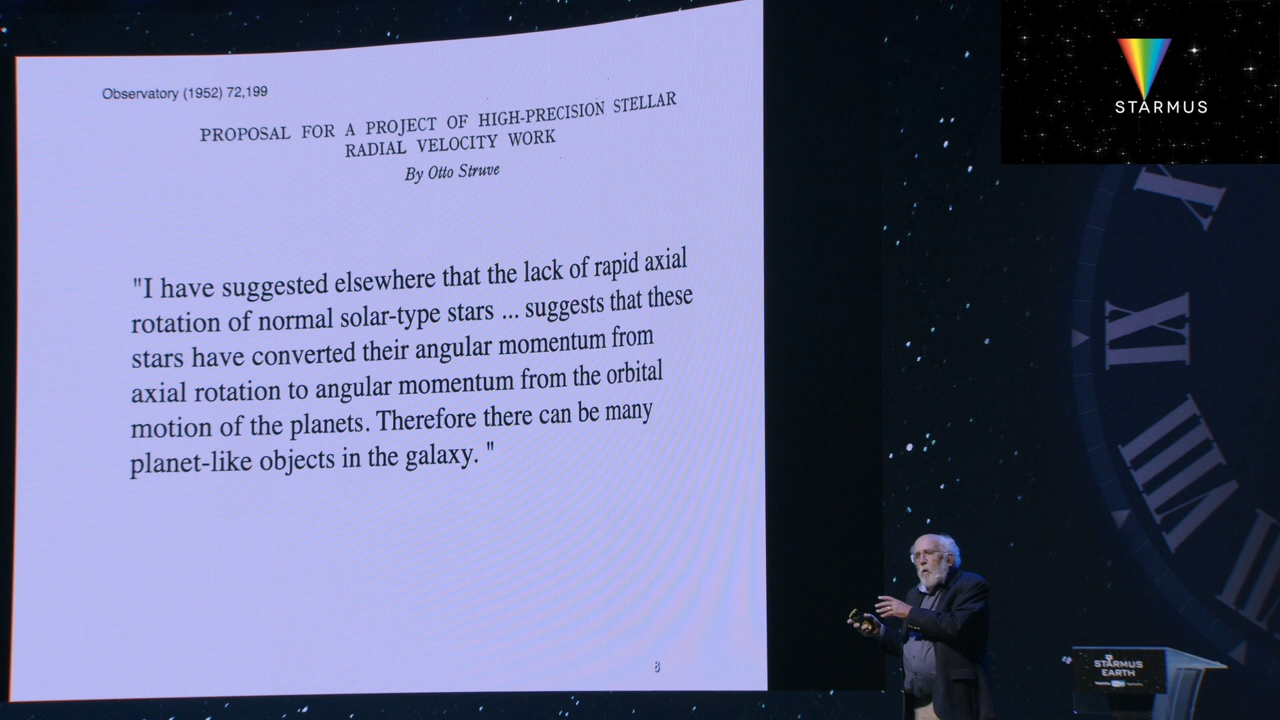 Observatory (1952) 72,199
PROPOSAL FOR A PROJECT OF HIGH-PRECISION STELLAR
RADIAL VELOCITY WORK
By Otto Struve
"I have suggested elsewhere that the lack of rapid axial
rotation of normal solar-type stars ... suggests that these
stars have converted their angular momentum from
axial rotation to angular momentum from the orbital
motion of the planets. Therefore there can be many
planet-like objects in the galaxy. "
8
STARMUS
X
IX
VIII
STARMUS
EARTH